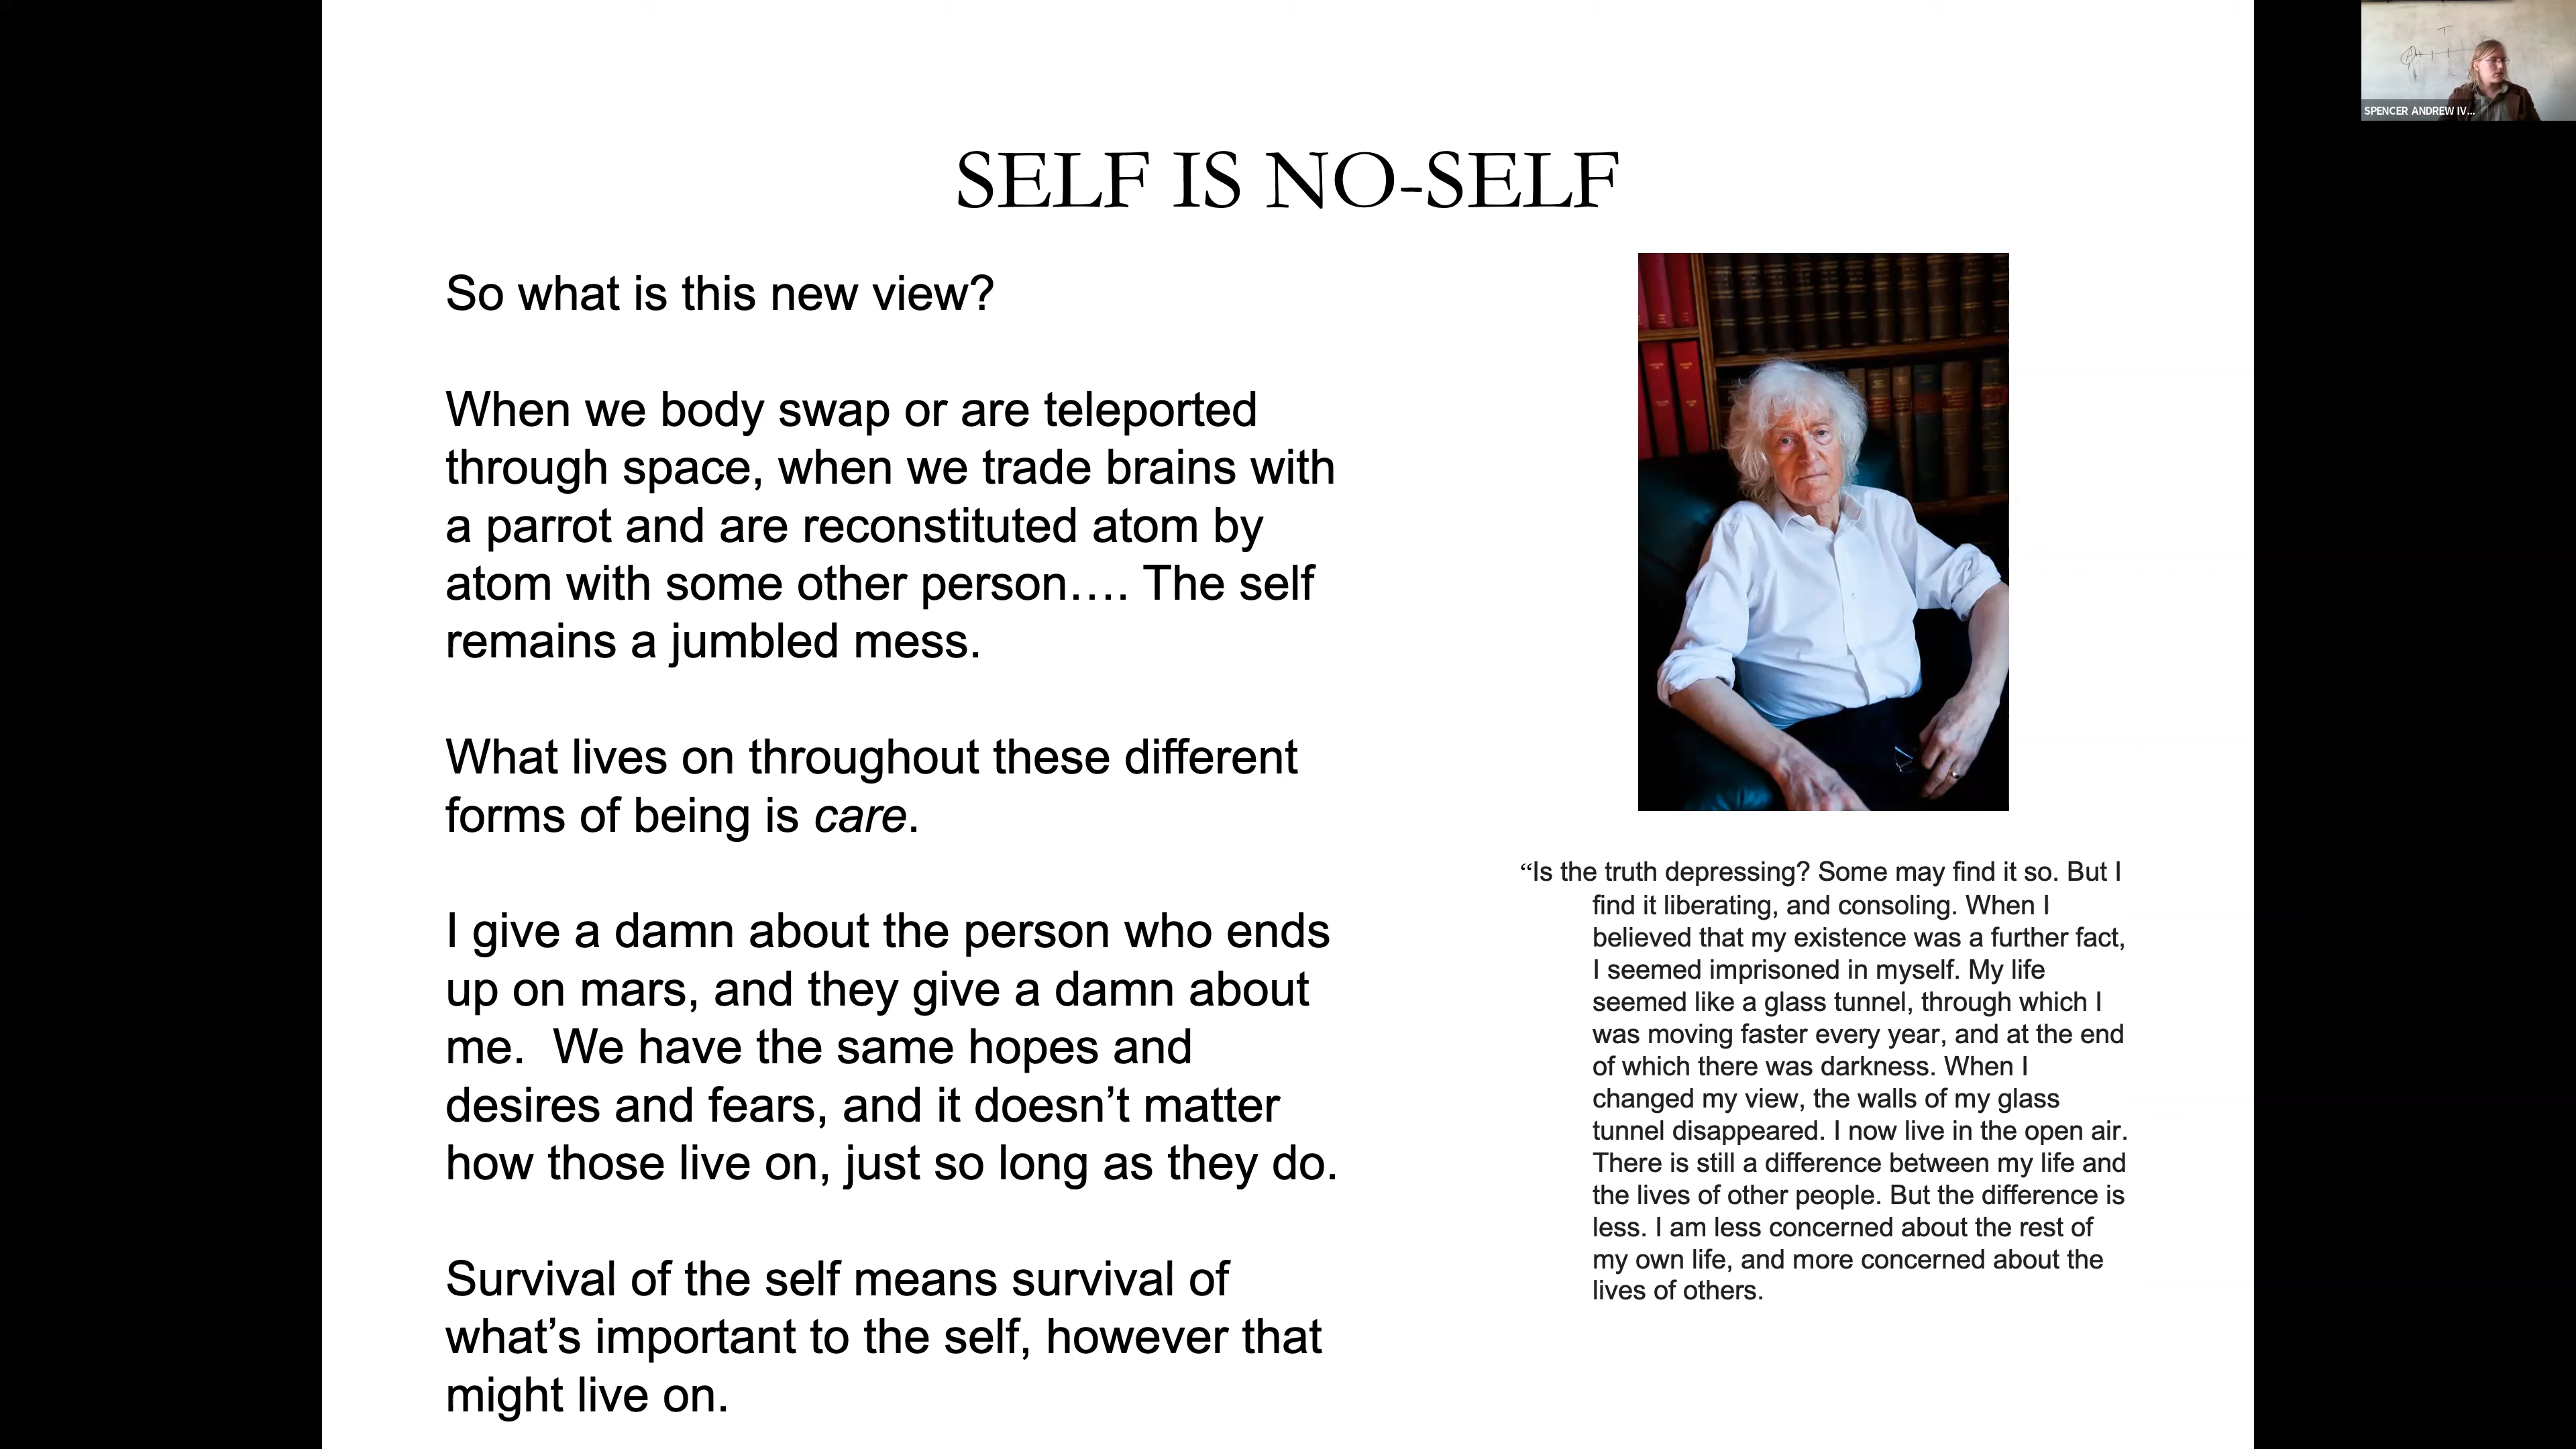 SPENCER ANDREW IV...
SELF IS NO-SELF
So what is this new view?
When we body swap or are teleported
through space, when we trade brains with
a parrot and are reconstituted atom by
atom with some other person…. The self
remains a jumbled mess.
What lives on throughout these different
forms of being is care.
I give a damn about the person who ends
up on mars, and they give a damn about
me.  We have the same hopes and
desires and fears, and it doesn’t matter
how those live on, just so long as they do.
Survival of the self means survival of
what’s important to the self, however that
might live on.
“Is the truth depressing? Some may find it so. But I
find it liberating, and consoling. When I
believed that my existence was a further fact,
I seemed imprisoned in myself. My life
seemed like a glass tunnel, through which I
was moving faster every year, and at the end
of which there was darkness. When I
changed my view, the walls of my glass
tunnel disappeared. I now live in the open air.
There is still a difference between my life and
the lives of other people. But the difference is
less. I am less concerned about the rest of
my own life, and more concerned about the
lives of others.